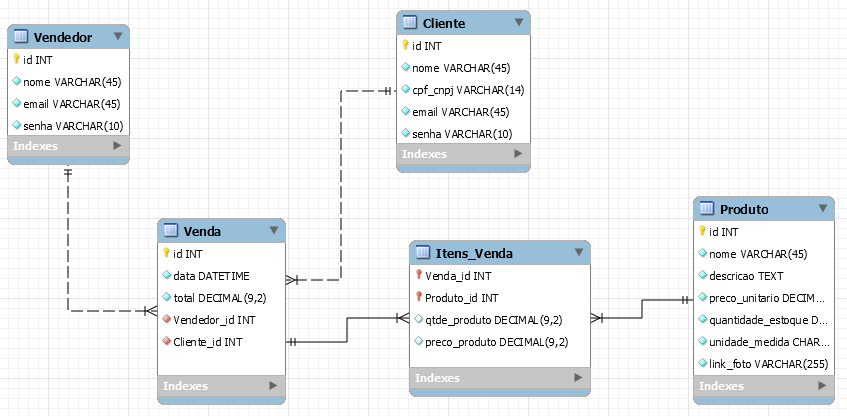 Vendedor
id INT
nome VARCHAR(45)
email VARCHAR(45)
senha VARCHAR(10)
Indexes
Cliente
id INT
nome VARCHAR(45)
cpf_cnpj VARCHAR(14)
email VARCHAR(45)
senha VARCHAR(10)
Indexes
Venda
id INT
data DATETIME
total DECIMAL(9,2)
Vendedor_id INT
Cliente_id INT
Indexes
Itens_Venda
Venda_id INT
Produto_id INT
qtde_produto DECIMAL(9,2)
preco_produto DECIMAL(9,2)
Indexes
Produto
id INT
nome VARCHAR(45)
descricao TEXT
preco_unitario DECIM...
quantidade_estoque D...
unidade_medida CHAR...
link_foto VARCHAR(255)
Indexes